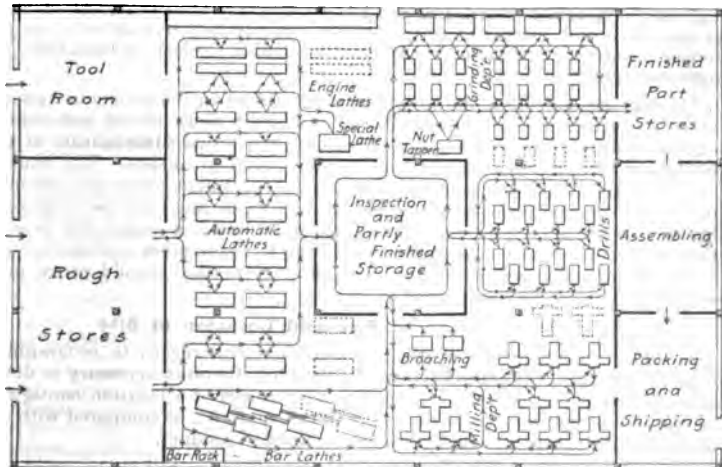 Tool
Room
Rough
Stores
Engine
Lathes
Special
Lathe
Automatic
Lathes
Bar Rack
Bar Lathes
Inspection
and
Partly
Finished
Storage
Nut
Tapper
Grinding Dep't
Drills
Broaching
Milling
Dep't
Finished
Part
Stores
Assembling
Packing
and
Shipping